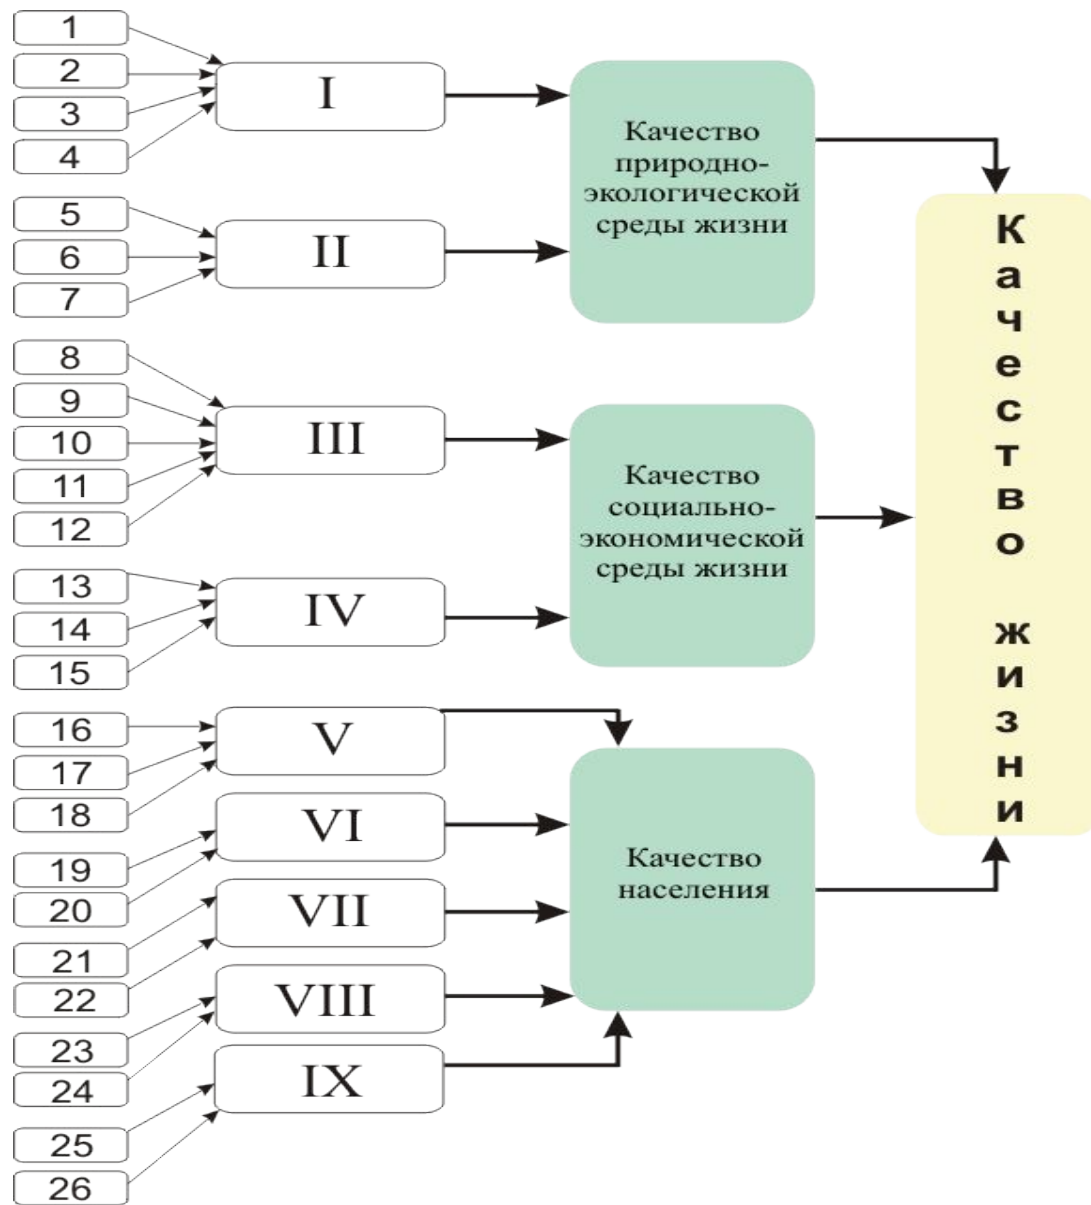 1
2
3
4
5
6
7
8
9
10
11
12
13
14
15
16
17
18
19
20
21
22
23
24
25
26
I
II
III
IV
V
VI
VII
VIII
IX
Качество
природно-
экологической
среды жизни
Качество
социально-
экономической
среды жизни
Качество
населения
Качество жизни